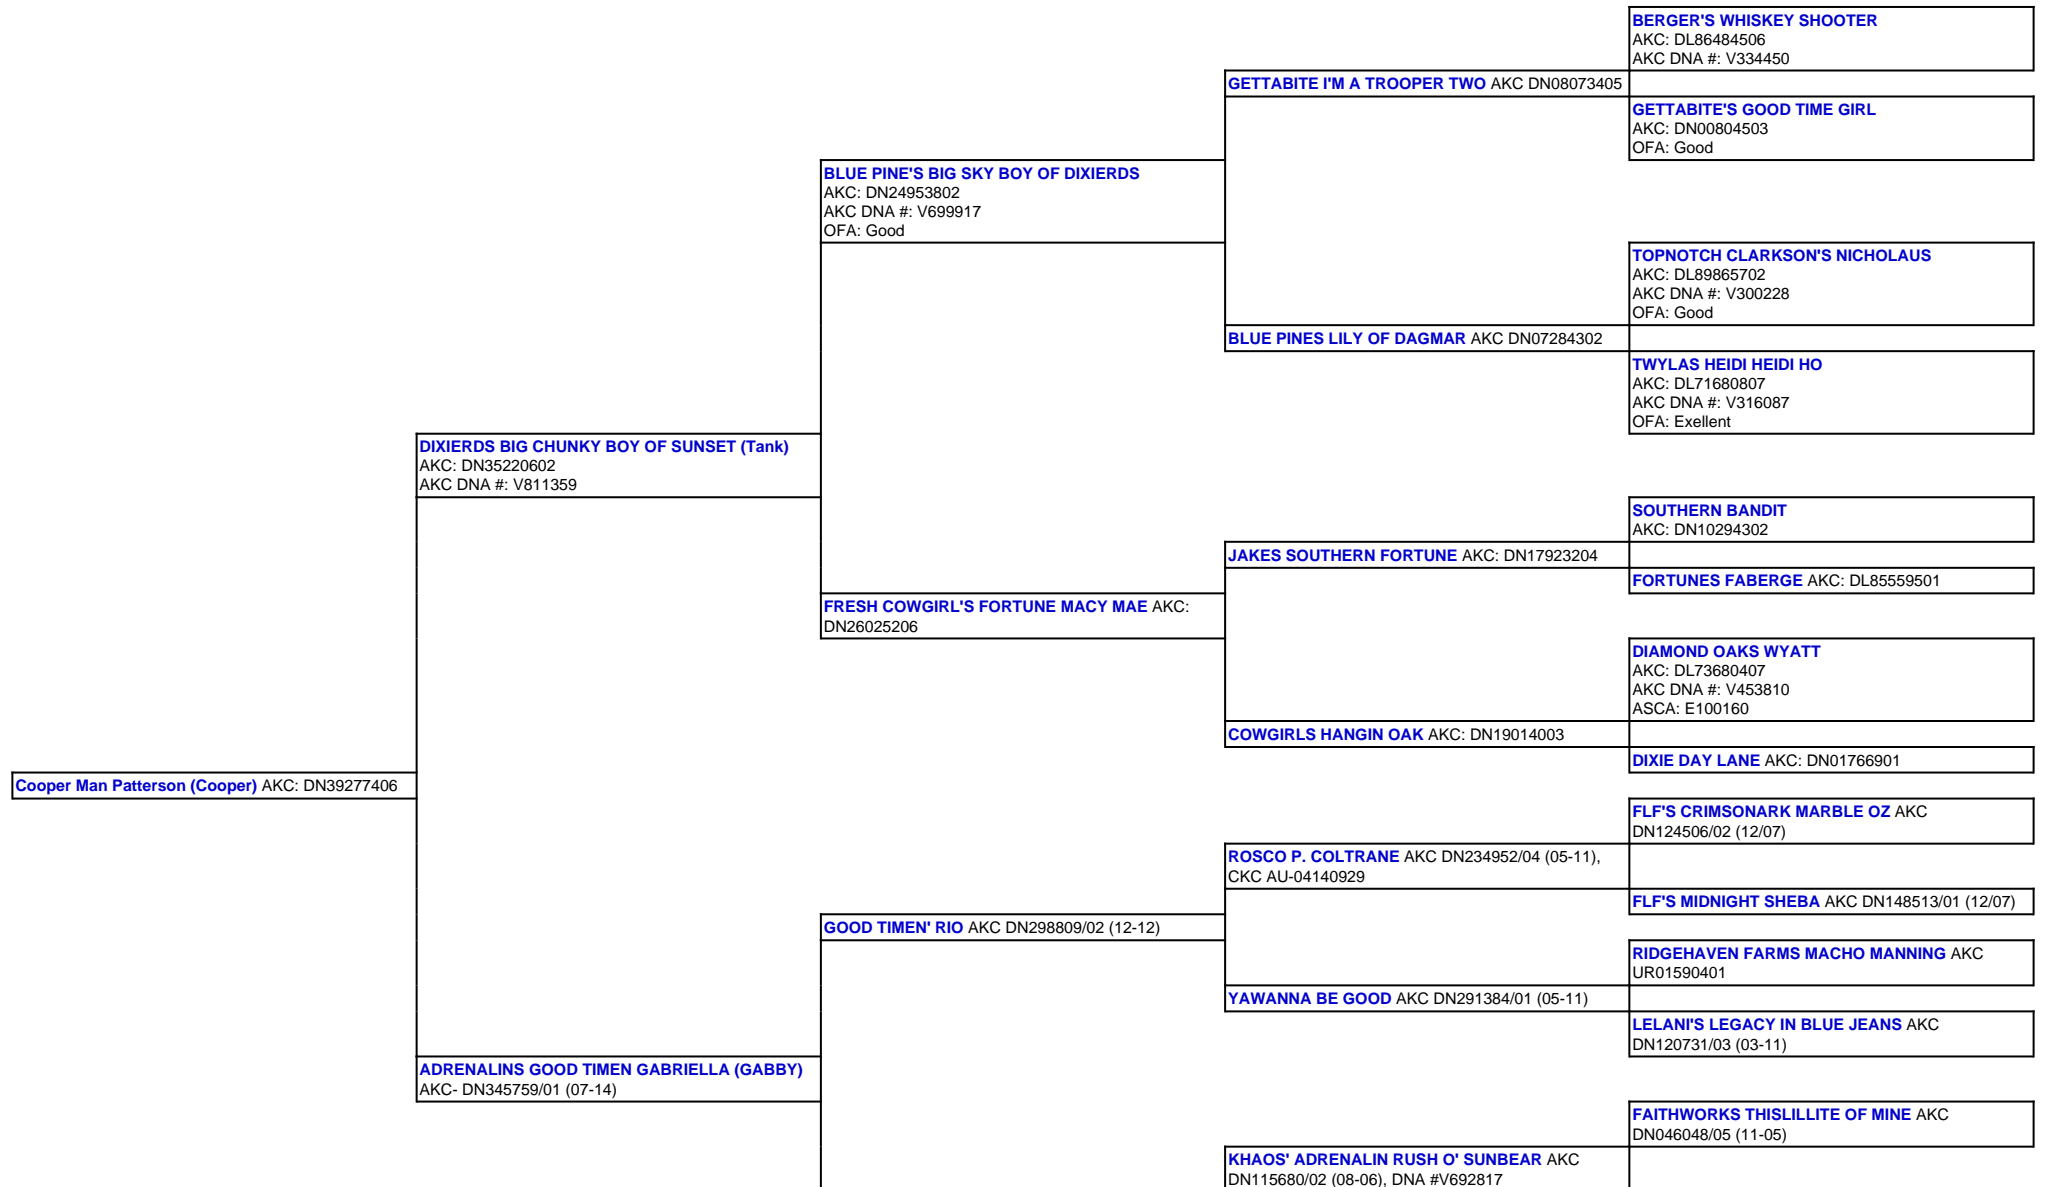 BERGER'S WHISKEY SHOOTER
AKC: DL86484506
AKC DNA #: V334450
GETTABITE I'M A TROOPER TWO AKC DN08073405
GETTABITE'S GOOD TIME GIRL
AKC: DN00804503
OFA: Good
BLUE PINE'S BIG SKY BOY OF DIXIERDS
AKC: DN24953802
AKC DNA #: V699917
OFA: Good
TOPNOTCH CLARKSON'S NICHOLAUS
AKC: DL89865702
AKC DNA #: V300228
OFA: Good
BLUE PINES LILY OF DAGMAR AKC DN07284302
TWYLAS HEIDI HEIDI HO
AKC: DL71680807
AKC DNA #: V316087
OFA: Exellent
DIXIERDS BIG CHUNKY BOY OF SUNSET (Tank)
AKC: DN35220602
AKC DNA #: V811359
SOUTHERN BANDIT
AKC: DN10294302
JAKES SOUTHERN FORTUNE AKC: DN17923204
FORTUNES FABERGE AKC: DL85559501
FRESH COWGIRL'S FORTUNE MACY MAE AKC:
DN26025206
DIAMOND OAKS WYATT
AKC: DL73680407
AKC DNA #: V453810
ASCA: E100160
COWGIRLS HANGIN OAK AKC: DN19014003
DIXIE DAY LANE AKC: DN01766901
Cooper Man Patterson (Cooper) AKC: DN39277406
FLF'S CRIMSONARK MARBLE OZ AKC
DN124506/02 (12/07)
ROSCO P. COLTRANE AKC DN234952/04 (05-11),
CKC AU-04140929
FLF'S MIDNIGHT SHEBA AKC DN148513/01 (12/07)
GOOD TIMEN' RIO AKC DN298809/02 (12-12)
RIDGEHAVEN FARMS MACHO MANNING AKC
UR01590401
YAWANNA BE GOOD AKC DN291384/01 (05-11)
LELANI'S LEGACY IN BLUE JEANS AKC
DN120731/03 (03-11)
ADRENALINS GOOD TIMEN GABRIELLA (GABBY)
AKC- DN345759/01 (07-14)
FAITHWORKS THISLILLITE OF MINE AKC
DN046048/05 (11-05)
KHAOS' ADRENALIN RUSH O' SUNBEAR AKC
DN115680/02 (08-06), DNA #V692817